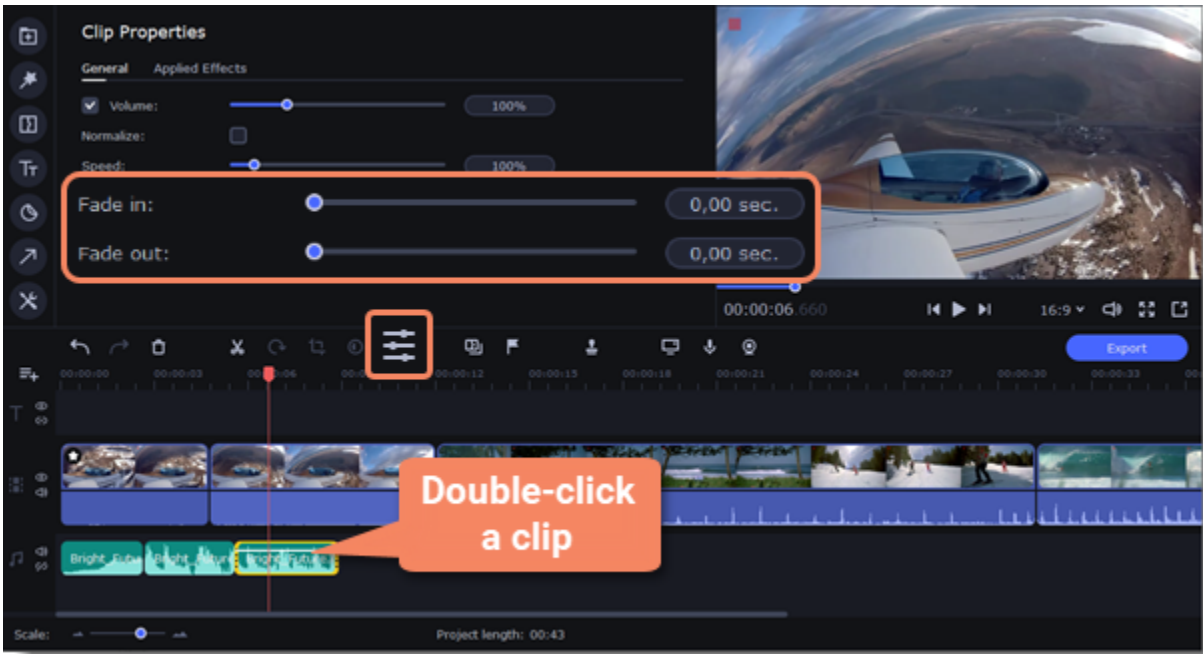 Clip Properties
General Applied Effects
Volume: 100%
Normalize:
Speed: 100%
Fade in: 0,00 sec.
Fade out: 0,00 sec.
00:00:06.660 16:9
Export
00:00:00 00:00:03 00:00:12 00:00:15 00:00:18 00:00:21 00:00:24 00:00:27 00:00:30 00:00:33
Double-click
a clip
Bright_Future
Scale: Project length: 00:43